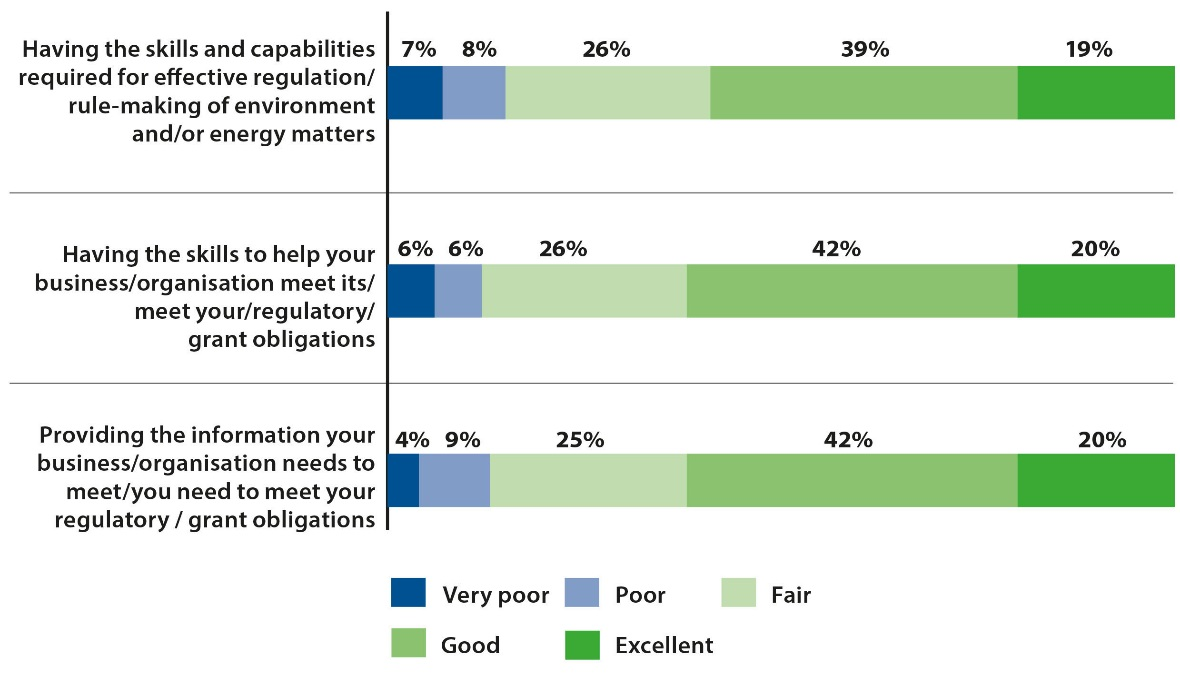 Having the skills and capabilities
required for effective regulation/
rule-making of environment
and/or energy matters
7% 8% 26% 39% 19%
Having the skills to help your
business/organisation meet its/
meet your/regulatory/
grant obligations
6% 6% 26% 42% 20%
Providing the information your
business/organisation needs to
meet/you need to meet your
regulatory / grant obligations
4% 9% 25% 42% 20%
Very poor Poor Fair
Good Excellent